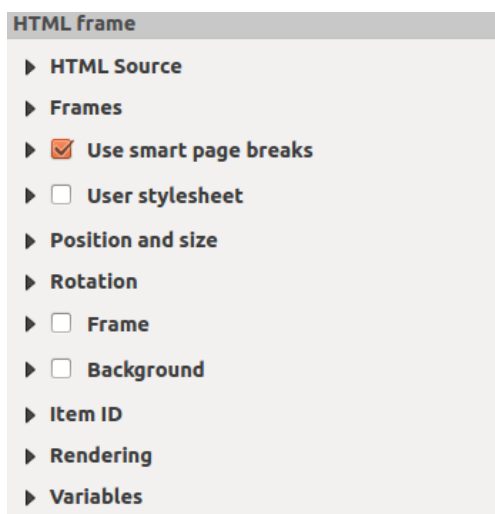 HTML frame
HTML Source
Frames
Use smart page breaks
User stylesheet
Position and size
Rotation
Frame
Background
Item ID
Rendering
Variables